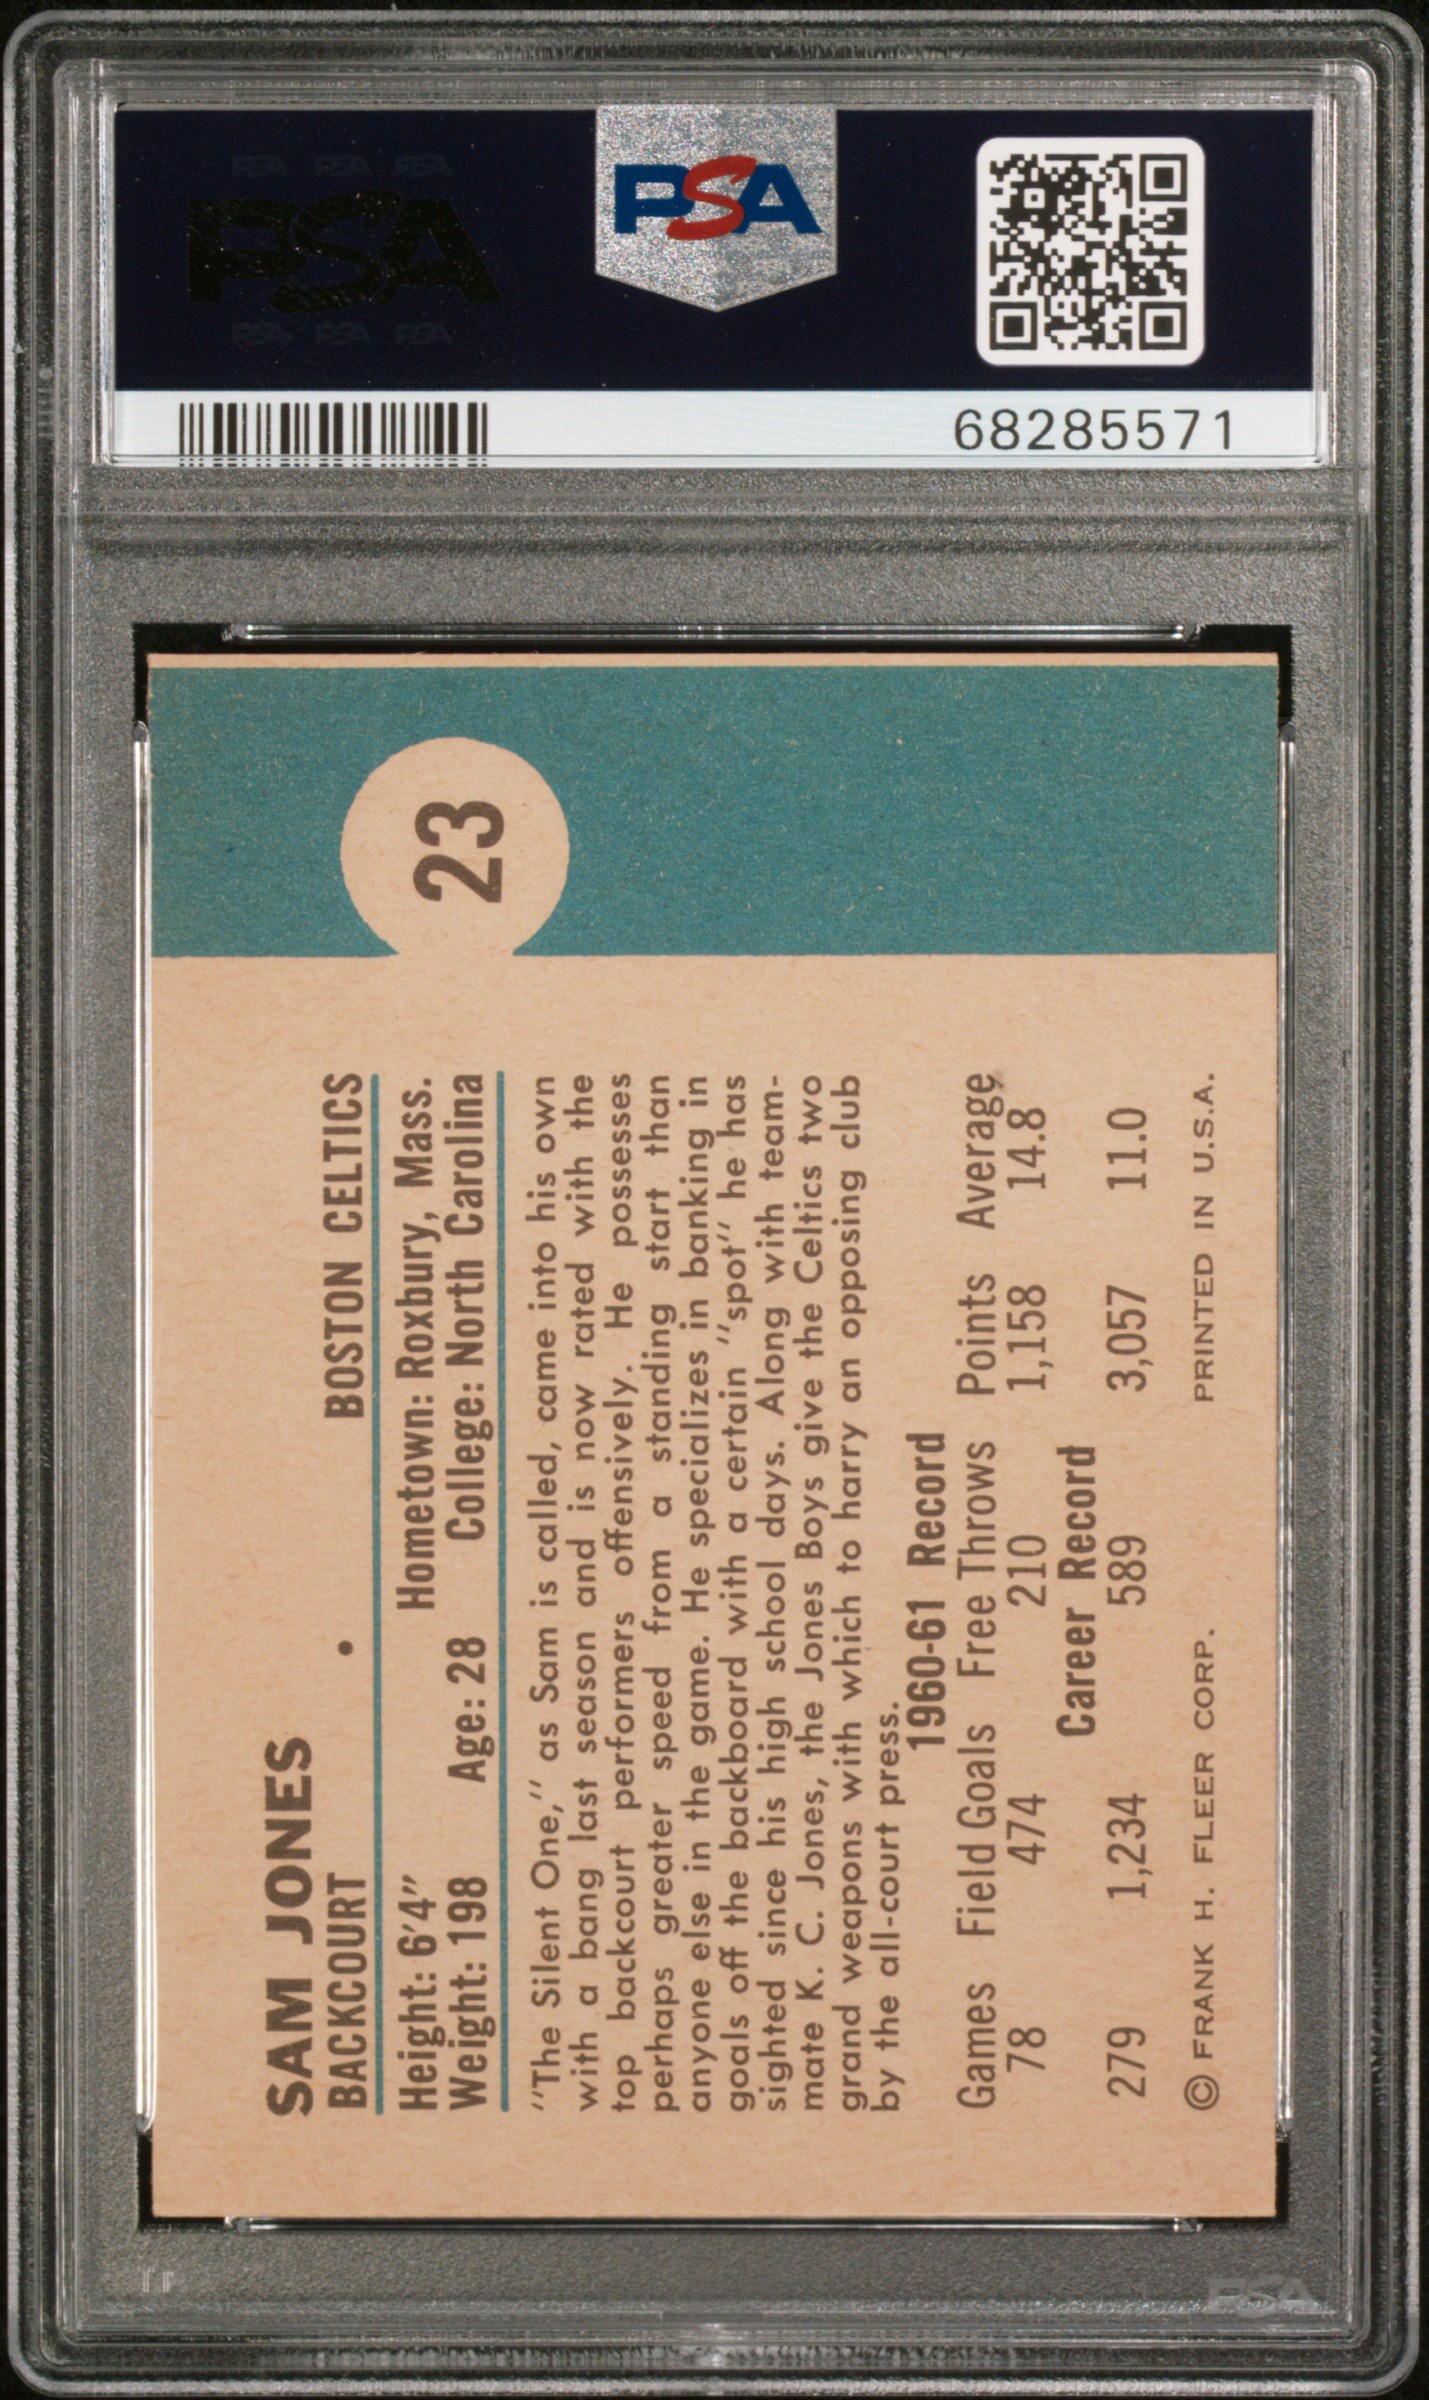 PSA PSA PSA
PSA
PSA PSA PSA
PSA
68285571
23
SAM JONES
BACKCOURT • BOSTON CELTICS
Height: 6'4" Hometown: Roxbury, Mass.
Weight: 198 Age: 28 College: North Carolina
"The Silent One," as Sam is called, came into his own
with a bang last season and is now rated with the
top backcourt performers offensively. He possesses
perhaps greater speed from a standing start than
anyone else in the game. He specializes in banking in
goals off the backboard with a certain "spot" he has
sighted since his high school days. Along with team-
mate K. C. Jones, the Jones Boys give the Celtics two
grand weapons with which to harry an opposing club
by the all-court press.
1960-61 Record
Games Field Goals Free Throws Points Average
78 474 210 1,158 14.8
Career Record
279 1,234 589 3,057 11.0
© FRANK H. FLEER CORP. PRINTED IN U.S.A.
PSA